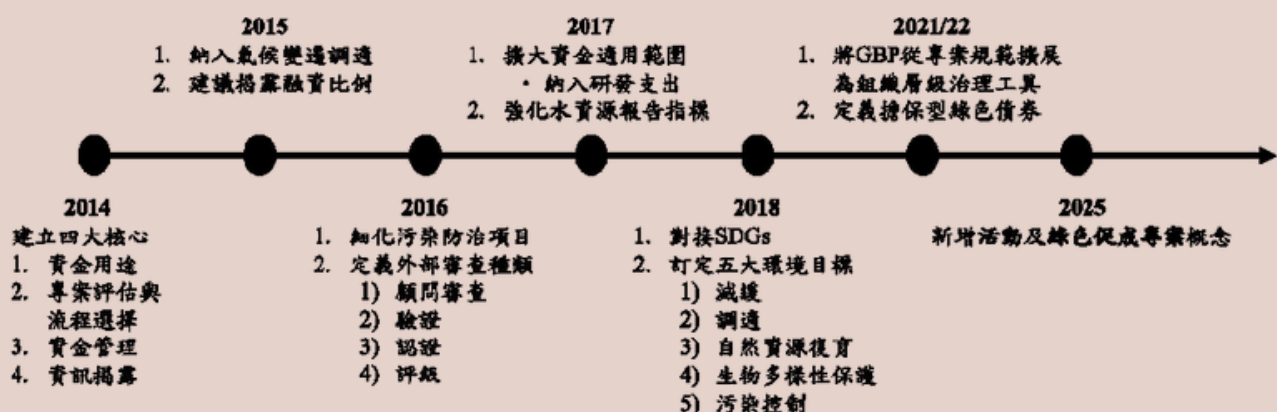 2015
1. 納入氣候變遷調適
2. 建議揭露融資比例
2017
1. 擴大資金適用範圍
・納入研發支出
2. 強化水資源報告指標
2021/22
1. 將GBP從專案規範擴展
為組織層級治理工具
2. 定義擔保型綠色債券
2014
建立四大核心
1. 資金用途
2. 專案評估與
流程選擇
3. 資金管理
4. 資訊揭露
2016
1. 細化污染防治項目
2. 定義外部審查種類
1) 顧問審查
2) 驗證
3) 認證
4) 評級
2018
1. 對接SDGs
2. 訂定五大環境目標
1) 減緩
2) 調適
3) 自然資源復育
4) 生物多樣性保護
5) 污染控制
2025
新增活動及綠色促成專案概念